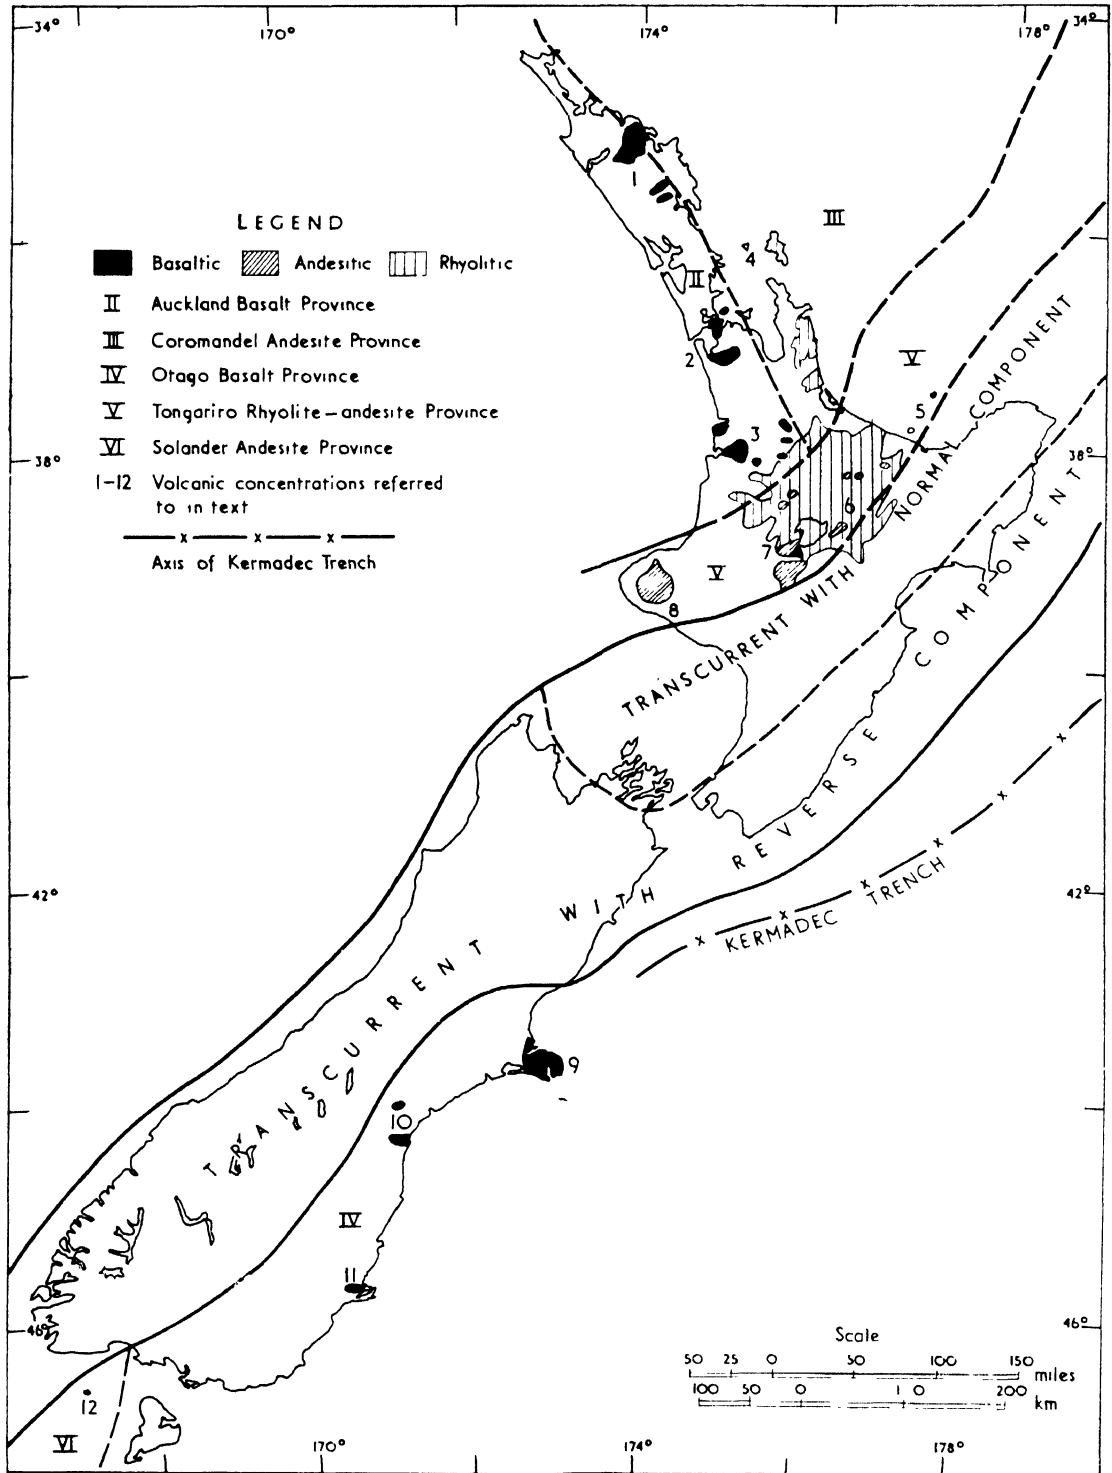 34° 170° 174° 178° 34°
1
III
LEGEND
4
Basaltic Andesitic Rhyolitic
II
II Auckland Basalt Province
III Coromandel Andesite Province
2
V
IV Otago Basalt Province
V Tongariro Rhyolite-andesite Province
5
3
VI Solander Andesite Province
38° 38°
1-12 Volcanic concentrations referred
to in text
6
x x x
7
Axis of Kermadec Trench
V
8
TRANSCURRENT WITH NORMAL COMPONENT
TRANSCURRENT WITH REVERSE COMPONENT
x x x x x x
KERMADEC TRENCH
42° 42°
9
10
IV
11
46° 46°
Scale
50 25 0 50 100 150
miles
100 50 0 1 0 200
km
12
VI
170° 174° 178°